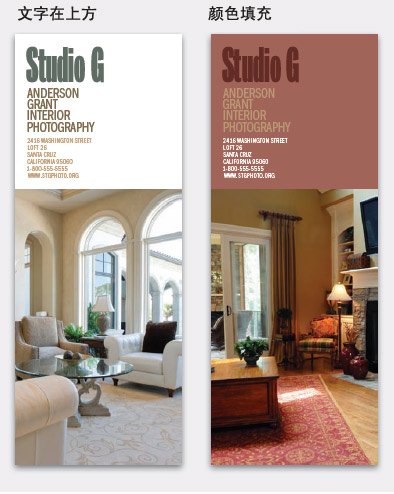 文字在上方
Studio G
ANDERSON
GRANT
INTERIOR
PHOTOGRAPHY
2416 WASHINGTON STREET
LOFT 26
SANTA CRUZ
CALIFORNIA 95060
1-800-555-5555
WWW.STGPHOTO.ORG
颜色填充
Studio G
ANDERSON
GRANT
INTERIOR
PHOTOGRAPHY
2416 WASHINGTON STREET
LOFT 26
SANTA CRUZ
CALIFORNIA 95060
1-800-555-5555
WWW.STGPHOTO.ORG